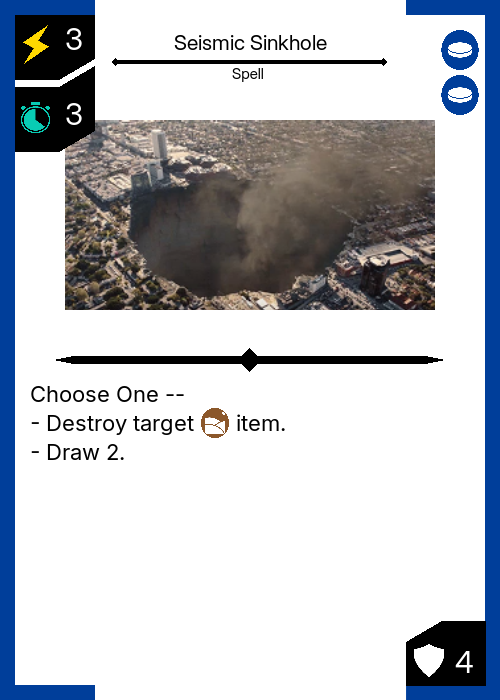 3
Seismic Sinkhole
Spell
3
Choose One --
- Destroy target item.
- Draw 2.
4